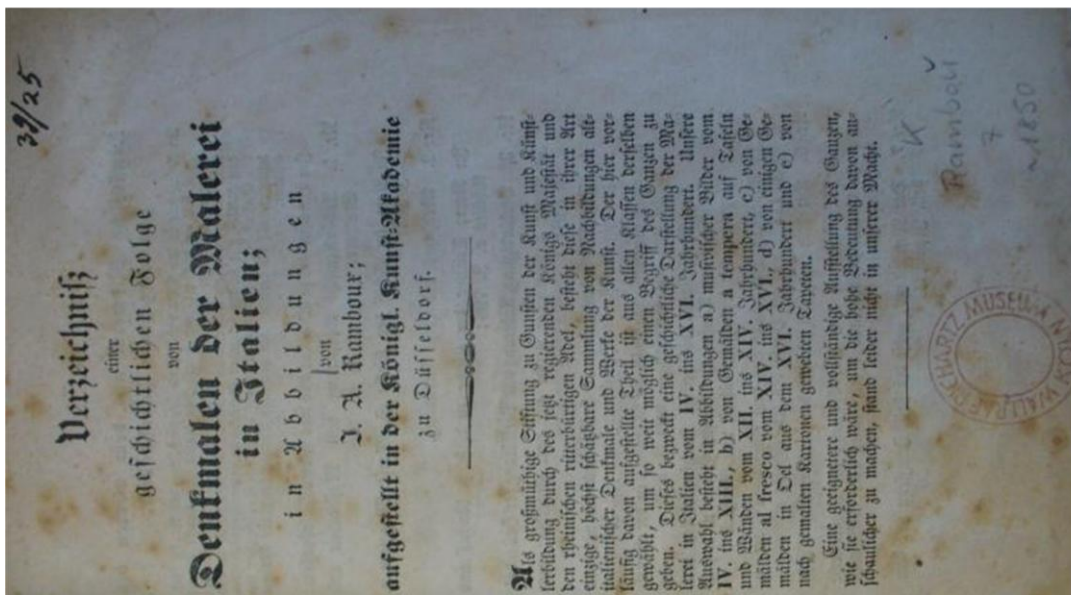 39/25
Verzeichniß
einer
geschichtlichen Folge
von
Denkmalen der Malerei
in Italien;
in Abbildungen
von
J. A. Ramboux;
aufgestellt in der Königl. Kunst-Akademie
zu Düsseldorf.
Als großmüthige Stiftung zu Gunsten der Kunst und Künst-
lerbildung durch des jetzt regierenden Königs Majestät und
den rheinischen ritterbürtigen Adel, besteht diese in ihrer Art
einzige, höchst schätzbare Sammlung von Nachbildungen alt-
italienischer Denkmale und Werke der Kunst. Der hier vor-
läufig davon aufgestellte Theil ist aus allen Klassen derselben
gewählt, um so weit möglich einen Begriff des Ganzen zu
geben. Dieses bezweckt eine geschichtliche Darstellung der Ma-
lerei in Italien vom IV. ins XVI. Jahrhundert. Unsere
Auswahl besteht in Abbildungen a) musivischer Bilder vom
IV. ins XIII., b) von Gemälden a tempera auf Tafeln
und Wänden vom XII. ins XIV. Jahrhundert, c) von Ge-
mälden al fresco vom XIV. ins XVI., d) von einigen Ge-
mälden in Oel aus dem XVI. Jahrhundert und e) von
nach gemalten Kartonen gewebten Tapeten.
Eine geeignetere und vollständige Aufstellung des Ganzen,
wie sie erforderlich wäre, um die hohe Bedeutung davon an-
schaulicher zu machen, stand leider nicht in unserer Macht.
K
Ramboux
7
~1850
WALLRAF RICHARTZ MUSEUM KÖLN